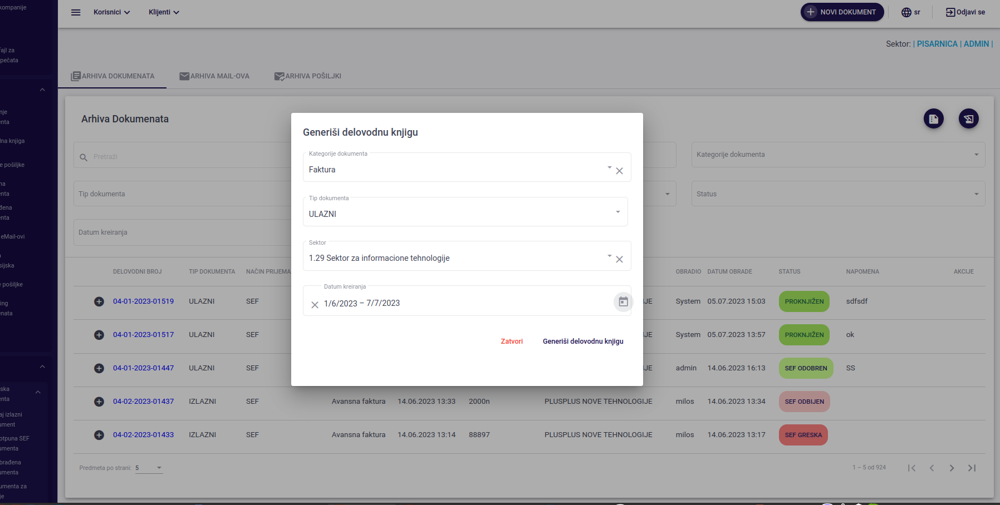 kompanije
fajl za
pečata
nje
enta
dna knjiga
e pošiljke
na
enta
đena
enta
eMail-ovi
sijska
e pošiljke
ing
enata
ska
enta
aj izlazni
ument
otpuna SEF
umenta
brađena
umenta
umenta za
je
Korisnici
Klijenti
NOVI DOKUMENT
sr
Odjavi se
Sektor: | PISARNICA | ADMIN |
ARHIVA DOKUMENATA
ARHIVA MAIL-OVA
ARHIVA POŠILJKI
Arhiva Dokumenata
Pretraži
Kategorije dokumenta
Tip dokumenta
Status
Datum kreiranja
Generiši delovodnu knjigu
Kategorije dokumenta
Faktura
Tip dokumenta
ULAZNI
Sektor
1.29 Sektor za informacione tehnologije
Datum kreiranja
1/6/2023 – 7/7/2023
Zatvori
Generiši delovodnu knjigu
DELOVODNI BROJ TIP DOKUMENTA NAČIN PRIJEMA OBRADIO DATUM OBRADE STATUS NAPOMENA AKCIJE
04-01-2023-01519 ULAZNI SEF IJE System 05.07.2023 15:03 PROKNJIŽEN sdfsdf
04-01-2023-01517 ULAZNI SEF IJE System 05.07.2023 13:57 PROKNJIŽEN ok
04-01-2023-01447 ULAZNI SEF IJE admin 14.06.2023 16:13 SEF ODOBREN SS
04-02-2023-01437 IZLAZNI SEF Avansna faktura 14.06.2023 13:33 2000n PLUSPLUS NOVE TEHNOLOGIJE milos 14.06.2023 13:34 SEF ODBIJEN
04-02-2023-01433 IZLAZNI SEF Avansna faktura 14.06.2023 13:14 88897 PLUSPLUS NOVE TEHNOLOGIJE milos 14.06.2023 13:17 SEF GRESKA
Predmeta po strani: 5
1 – 5 od 924